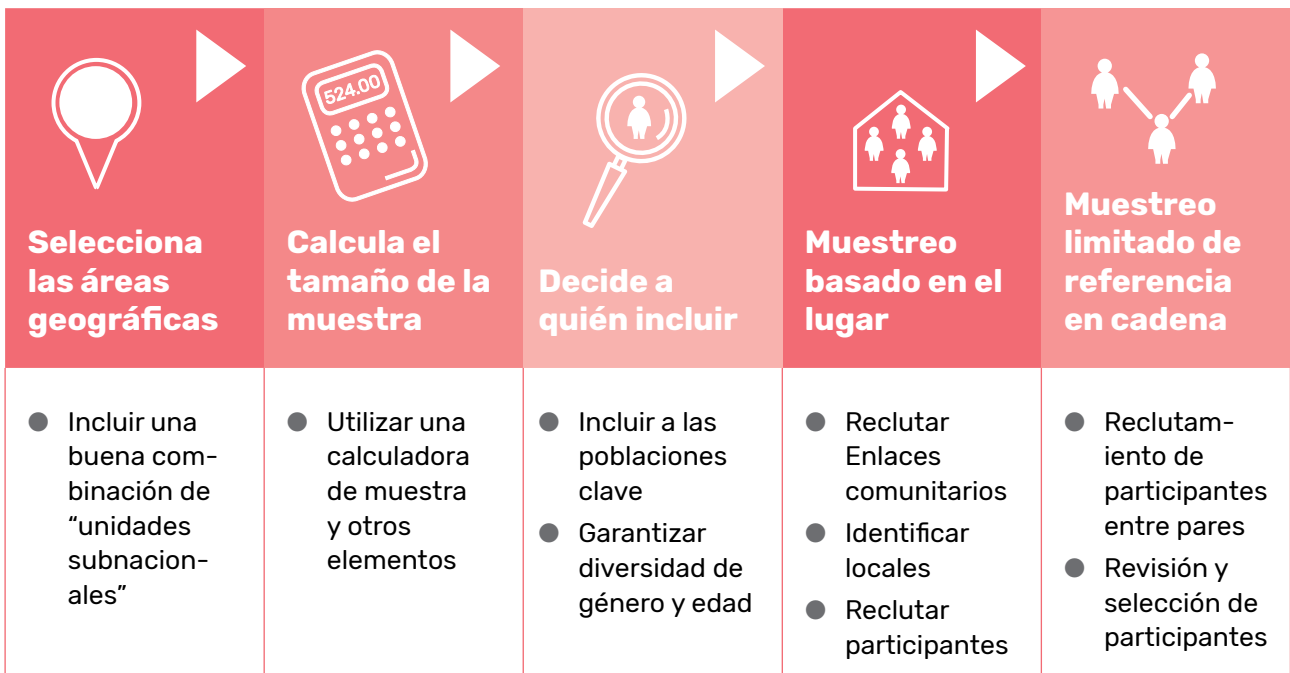 524.00
Selecciona
las áreas
geográficas
Incluir una
buena com-
binación de
“unidades
subnacion-
ales”
Calcula el
tamaño de la
muestra
Utilizar una
calculadora
de muestra
y otros
elementos
Decide a
quién incluir
Incluir a las
poblaciones
clave
Garantizar
diversidad de
género y edad
Muestreo
basado en el
lugar
Reclutar
Enlaces
comunitarios
Identificar
locales
Reclutar
participantes
Muestreo
limitado de
referencia
en cadena
Reclutam-
iento de
participantes
entre pares
Revisión y
selección de
participantes